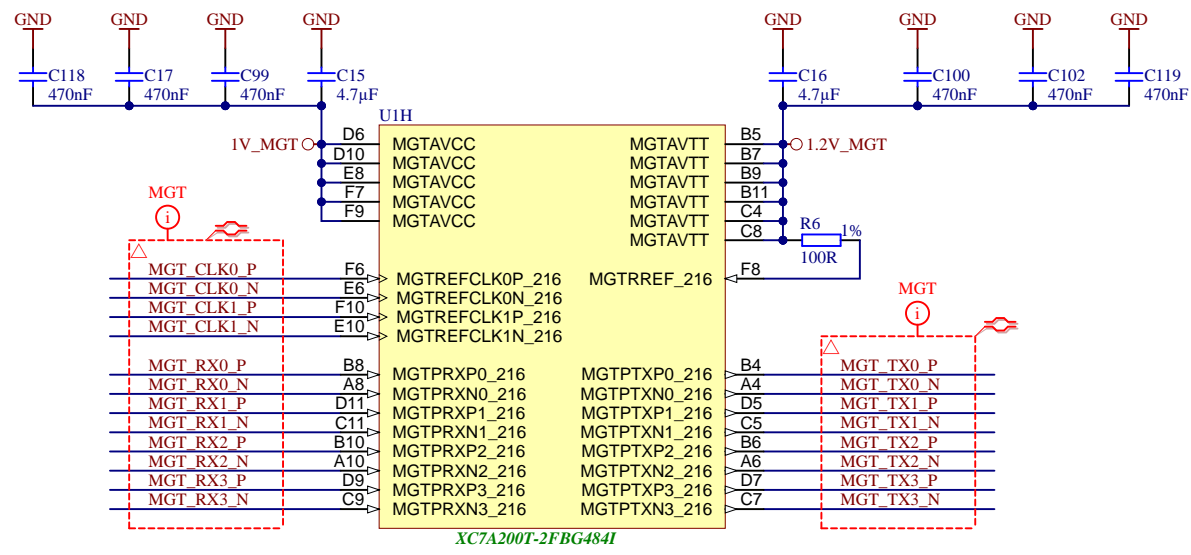 GND GND GND GND GND GND GND GND
C118 C17 C99 C15 C16 C100 C102 C119
470nF 470nF 470nF 4.7µF 4.7µF 470nF 470nF 470nF
U1H
1V_MGT D6 MGTAVCC MGTAVTT B5 1.2V_MGT
D10 MGTAVCC MGTAVTT B7
E8 MGTAVCC MGTAVTT B9
F7 MGTAVCC MGTAVTT B11
F9 MGTAVCC MGTAVTT C4
MGTAVTT C8 R6 1%
100R
MGT
i
MGT_CLK0_P F6 MGTREFCLK0P_216 MGTRREF_216 F8
MGT_CLK0_N E6 MGTREFCLK0N_216
MGT_CLK1_P F10 MGTREFCLK1P_216
MGT_CLK1_N E10 MGTREFCLK1N_216
MGT
i
MGT_RX0_P B8 MGTPRXP0_216 MGTPTXP0_216 B4 MGT_TX0_P
MGT_RX0_N A8 MGTPRXN0_216 MGTPTXN0_216 A4 MGT_TX0_N
MGT_RX1_P D11 MGTPRXP1_216 MGTPTXP1_216 D5 MGT_TX1_P
MGT_RX1_N C11 MGTPRXN1_216 MGTPTXN1_216 C5 MGT_TX1_N
MGT_RX2_P B10 MGTPRXP2_216 MGTPTXP2_216 B6 MGT_TX2_P
MGT_RX2_N A10 MGTPRXN2_216 MGTPTXN2_216 A6 MGT_TX2_N
MGT_RX3_P D9 MGTPRXP3_216 MGTPTXP3_216 D7 MGT_TX3_P
MGT_RX3_N C9 MGTPRXN3_216 MGTPTXN3_216 C7 MGT_TX3_N
XC7A200T-2FBG484I